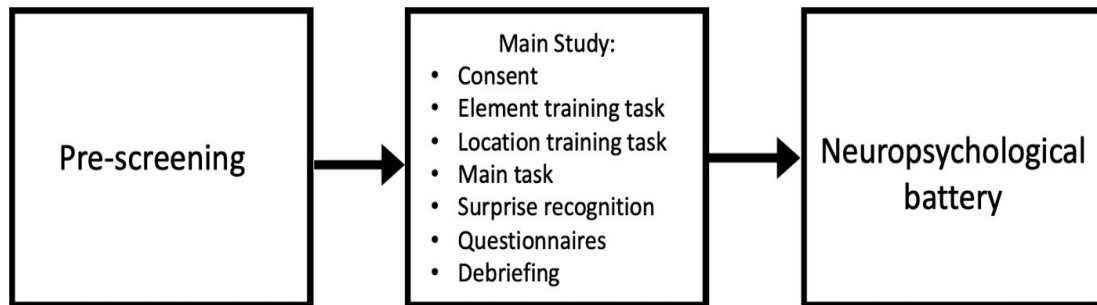 Pre-screening
Main Study:
• Consent
• Element training task
• Location training task
• Main task
• Surprise recognition
• Questionnaires
• Debriefing
Neuropsychological
battery